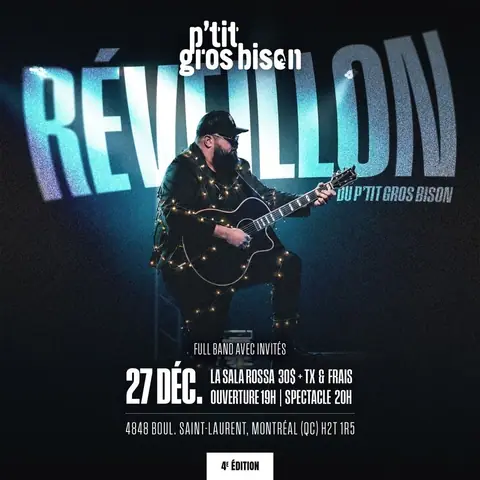 p'tit
gros bison
RÉVEILLON
DU P'TIT GROS BISON
FULL BAND AVEC INVITÉS
27 DÉC.
LA SALA ROSSA 30$ + TX & FRAIS
OUVERTURE 19H | SPECTACLE 20H
4848 BOUL. SAINT-LAURENT, MONTRÉAL (QC) H2T 1R5
4E ÉDITION